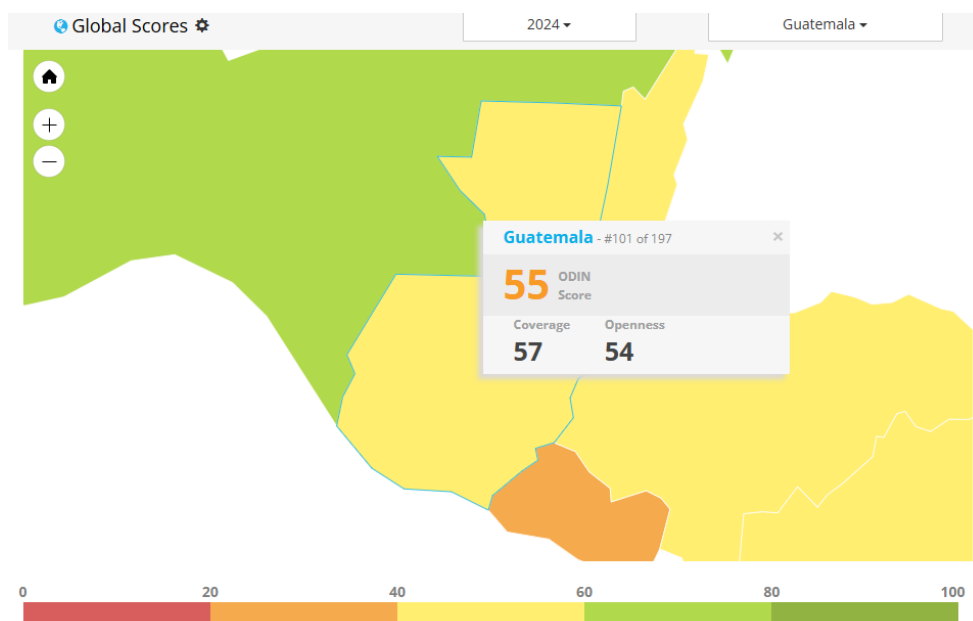 Global Scores
2024
Guatemala
Guatemala - #101 of 197
×
55 ODIN Score
Coverage Openness
57 54
0 20 40 60 80 100